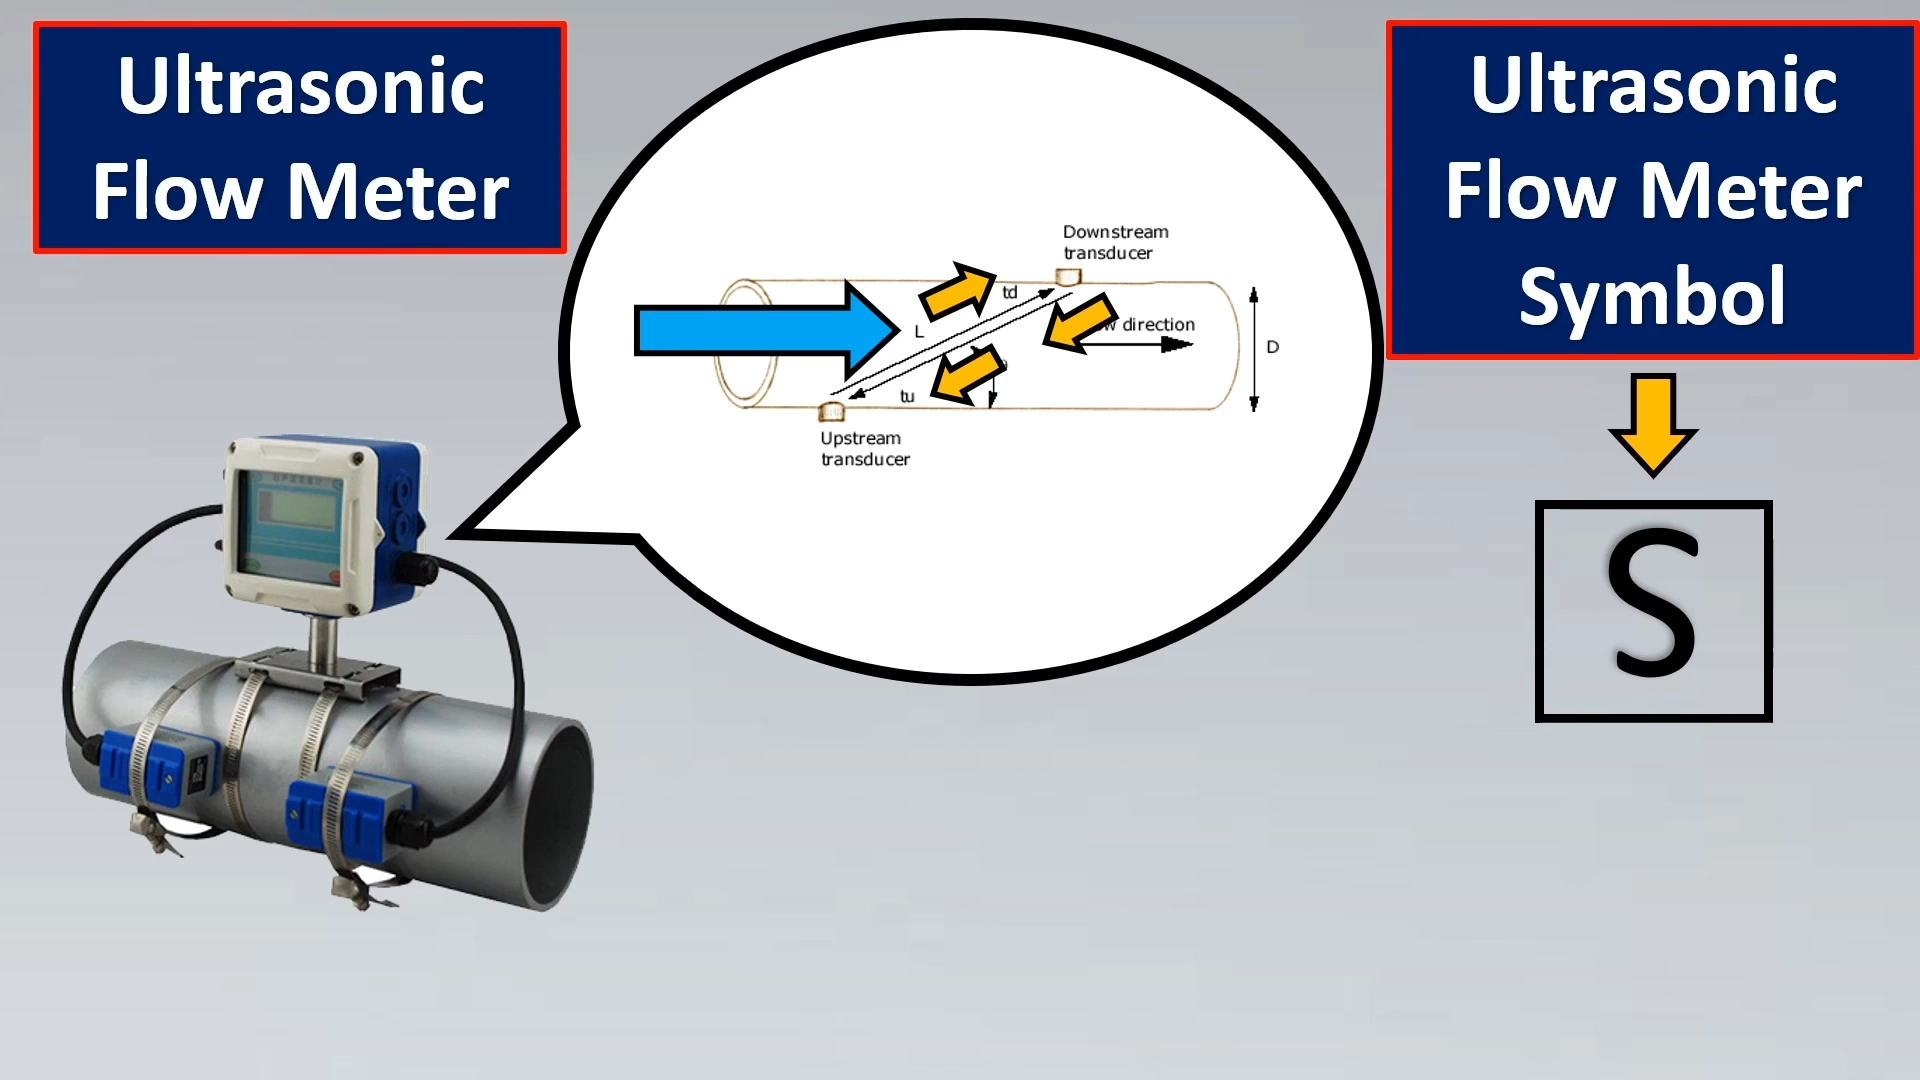 Ultrasonic
Flow Meter
Ultrasonic
Flow Meter
Symbol
Downstream
transducer
td
L
direction
D
tu
Upstream
transducer
S